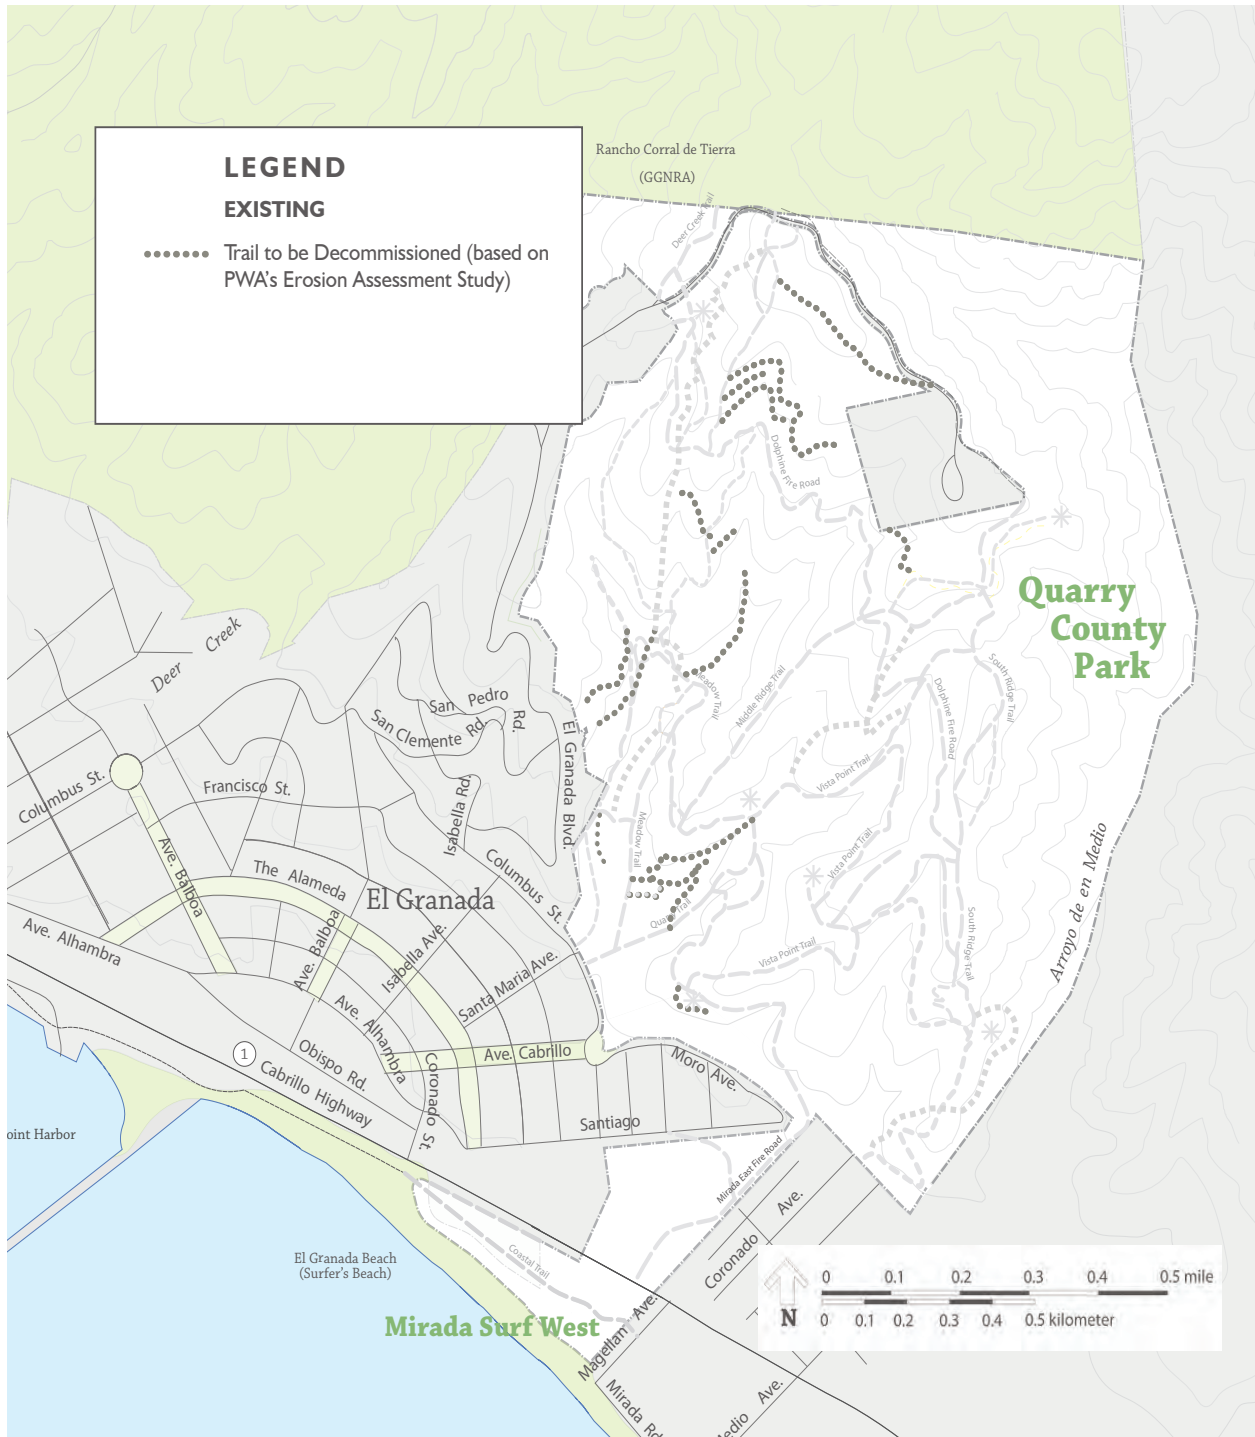 LEGEND
EXISTING
Trail to be Decommissioned (based on
PWA's Erosion Assessment Study)
Rancho Corral de Tierra
(GGNRA)
Deer Creek Trail
Dolphine Fire Road
Quarry
County
Park
Deer Creek
San Pedro Rd.
San Clemente Rd.
El Granada Blvd.
Meadow Trail
Middle Ridge Trail
South Ridge Trail
Dolphine Fire Road
Columbus St.
Francisco St.
Isabella Rd.
Vista Point Trail
Meadow Trail
Vista Point Trail
Arroyo de en Medio
Ave. Balboa
The Alameda
El Granada
Columbus St.
Ave. Alhambra
Ave. Balboa
Isabella Ave.
Santa Maria Ave.
Vista Point Trail
South Ridge Trail
Ave. Alhambra
Obispo Rd.
1
Cabrillo Highway
Coronado St.
Ave. Cabrillo
Moro Ave.
Santiago
oint Harbor
Mirada East Fire Road
El Granada Beach
(Surfer's Beach)
Coastal Trail
Coronado Ave.
Mirada Surf West
Magellan Ave.
Mirada Rd
Medio Ave.
N
0 0.1 0.2 0.3 0.4 0.5 mile
0 0.1 0.2 0.3 0.4 0.5 kilometer